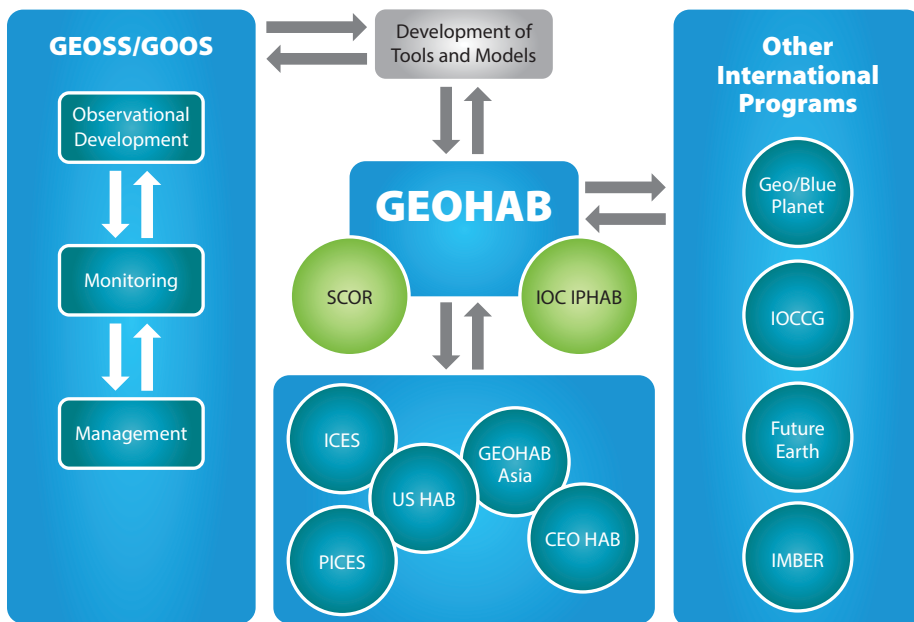 GEOSS/GOOS
Observational
Development
Monitoring
Management
Development of
Tools and Models
GEOHAB
SCOR
IOC IPHAB
ICES
US HAB
PICES
GEOHAB
Asia
CEO HAB
Other
International
Programs
Geo/Blue
Planet
IOCCG
Future
Earth
IMBER